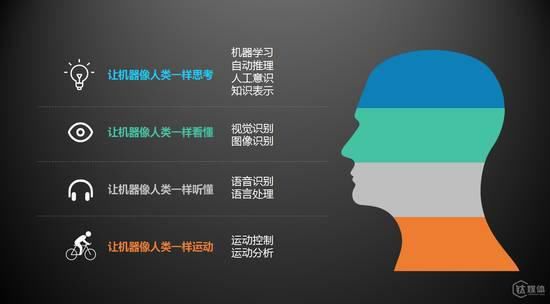 让机器像人类一样思考
机器学习
自动推理
人工意识
知识表示
让机器像人类一样看懂
视觉识别
图像识别
让机器像人类一样听懂
语音识别
语言处理
让机器像人类一样运动
运动控制
运动分析
钛媒体